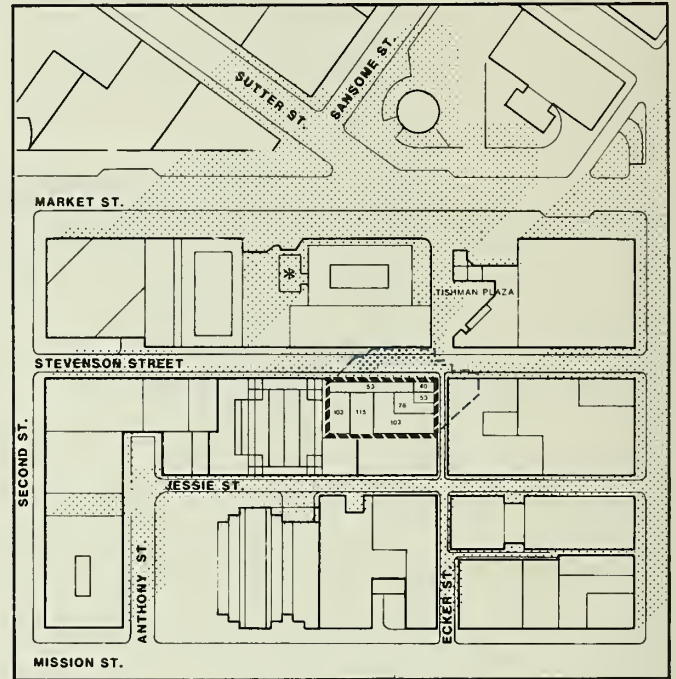 SUTTER ST.
SANSOME ST.
MARKET ST.
TISHMAN PLAZA
STEVENSON STREET
53
40
53
78
103
115
103
SECOND ST.
JESSIE ST.
ANTHONY ST.
ECKER ST.
MISSION ST.